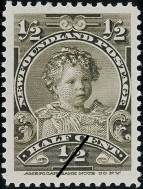 1/2 1/2
NEWFOUNDLAND POSTAGE
HALF CENT
1/2
AMERICAN BANK NOTE CO. N.Y.